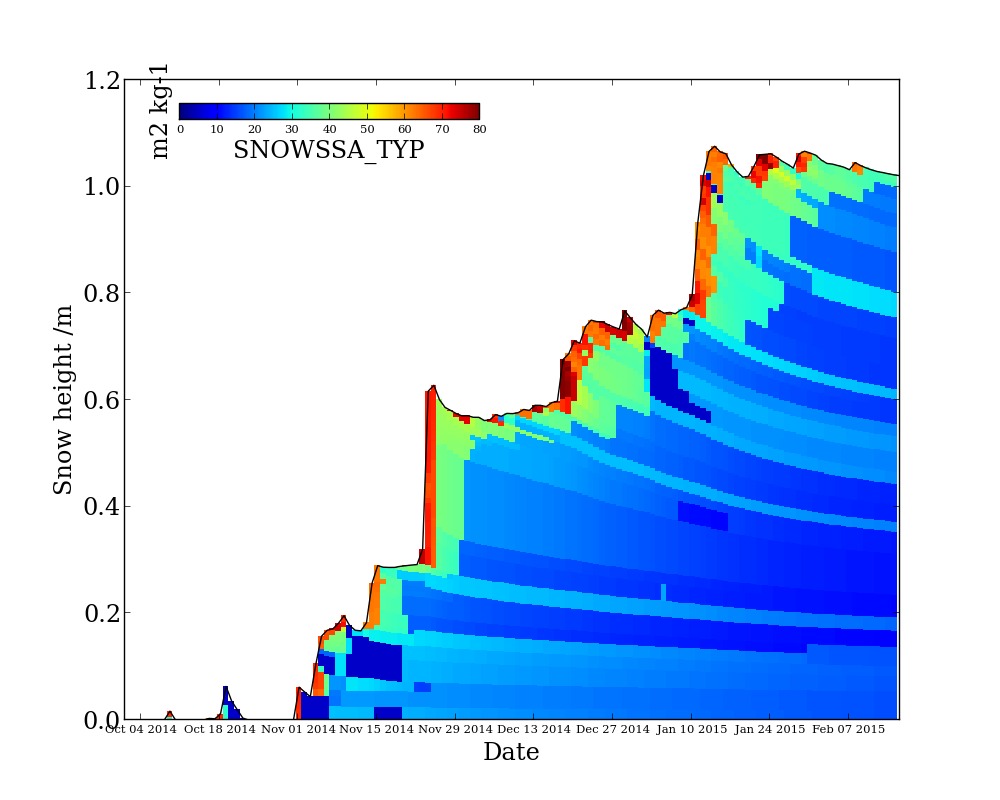 1.2
m2 kg-1
0 10 20 30 40 50 60 70 80
SNOWSSA_TYP
1.0
0.8
Snow height /m
0.6
0.4
0.2
0.0
Oct 04 2014 Oct 18 2014 Nov 01 2014 Nov 15 2014 Nov 29 2014 Dec 13 2014 Dec 27 2014 Jan 10 2015 Jan 24 2015 Feb 07 2015
Date